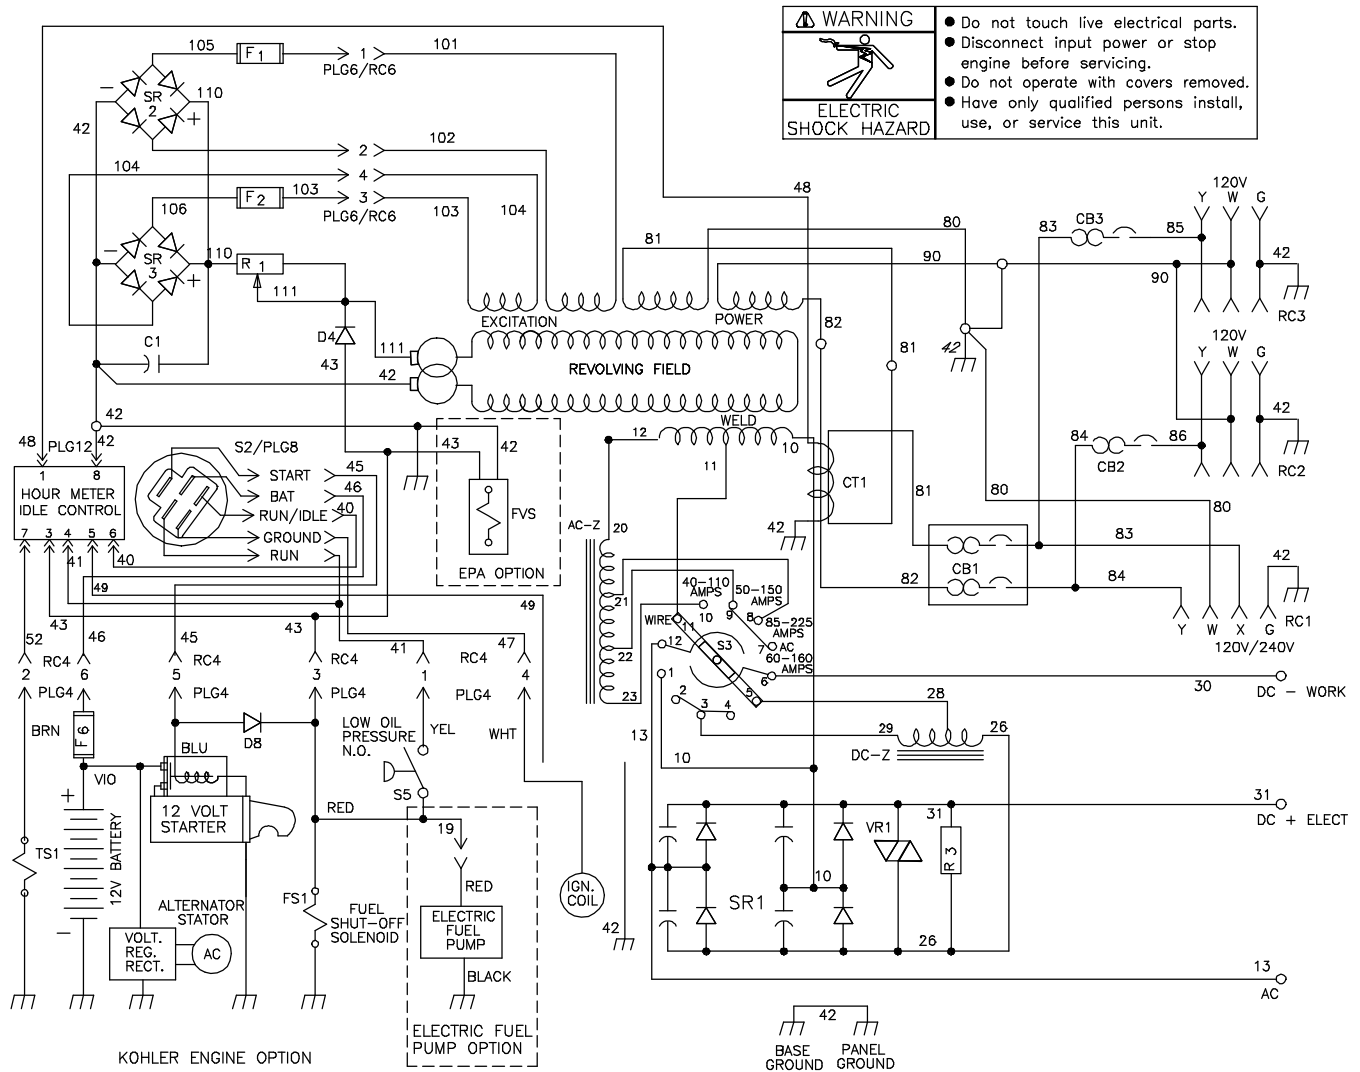 WARNING
ELECTRIC
SHOCK HAZARD
Do not touch live electrical parts.
Disconnect input power or stop
engine before servicing.
Do not operate with covers removed.
Have only qualified persons install,
use, or service this unit.
105
F1
1
101
PLG6/RC6
SR
2
−
+
110
42
2
102
104
4
F2
103
3
PLG6/RC6
103
104
106
SR
3
−
+
110
R1
111
C1
D4
43
111
42
EXCITATION
81
POWER
80
90
48
82
81
42
REVOLVING FIELD
83
CB3
85
120V
Y W G
42
90
RC3
120V
Y W G
42
84
CB2
86
RC2
80
80
42
48
PLG12
42
1
8
HOUR METER
IDLE CONTROL
7 3 4 5 6
41
40
49
S2/PLG8
START
BAT
RUN/IDLE
GROUND
RUN
45
46
40
43
42
FVS
EPA OPTION
12
WELD
10
11
CT1
42
81
CB1
82
83
84
Y W X G
RC1
120V/240V
AC−Z
20
21
22
23
40−110
AMPS
10
50−150
AMPS
9
8
85−225
AMPS
7
AC
60−160
AMPS
6
WIRE
11
12
S3
1
2
3
4
5
30
DC − WORK
28
29
26
DC−Z
13
10
52
43
46
45
43
41
47
49
RC4
RC4
RC4
2 6 5 3 1 4
PLG4
PLG4
PLG4
PLG4
BRN
F6
VIO
BLU
D8
LOW OIL
PRESSURE
N.O.
YEL
WHT
S5
+
−
12V BATTERY
TS1
12 VOLT
STARTER
RED
19
RED
ELECTRIC
FUEL
PUMP
BLACK
ELECTRIC FUEL
PUMP OPTION
ALTERNATOR
STATOR
VOLT.
REG.
RECT.
AC
FS1
FUEL
SHUT−OFF
SOLENOID
IGN.
COIL
42
SR1
10
VR1
31
R3
26
31
DC + ELECT
13
AC
42
BASE
GROUND
PANEL
GROUND
KOHLER ENGINE OPTION